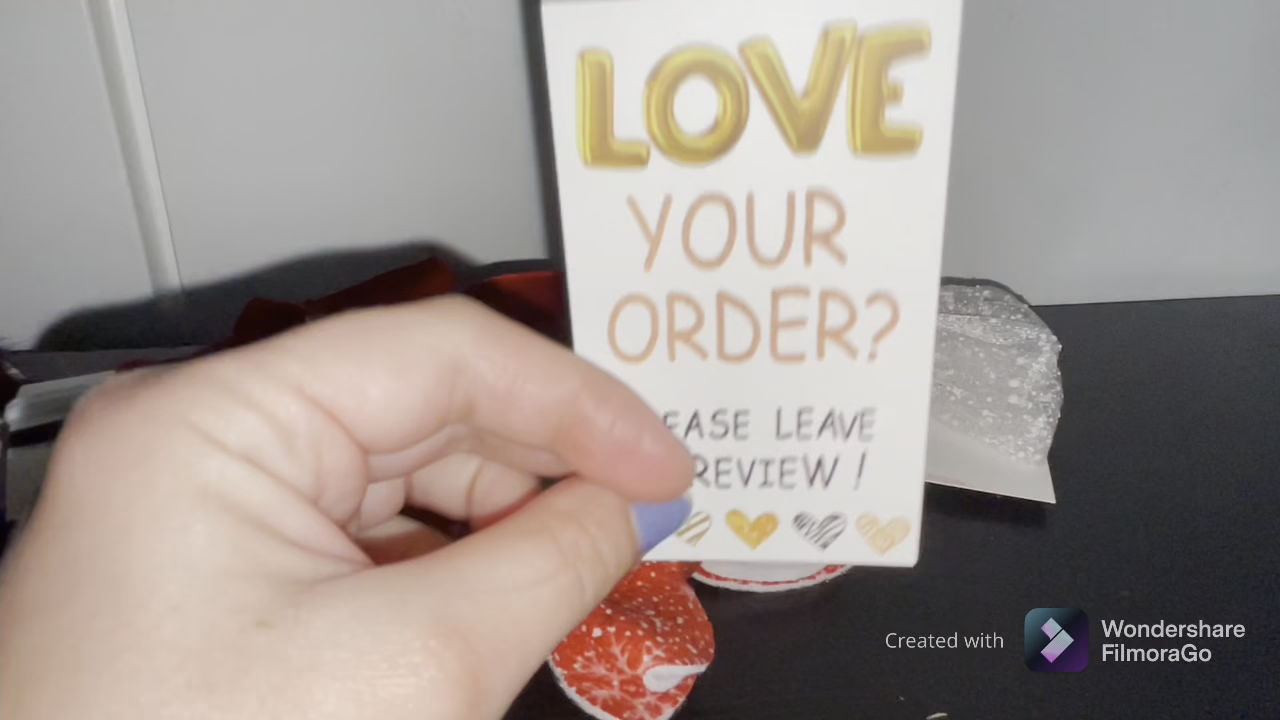 LOVE
YOUR
ORDER?
EASE LEAVE
REVIEW !
Created with
Wondershare
FilmoraGo